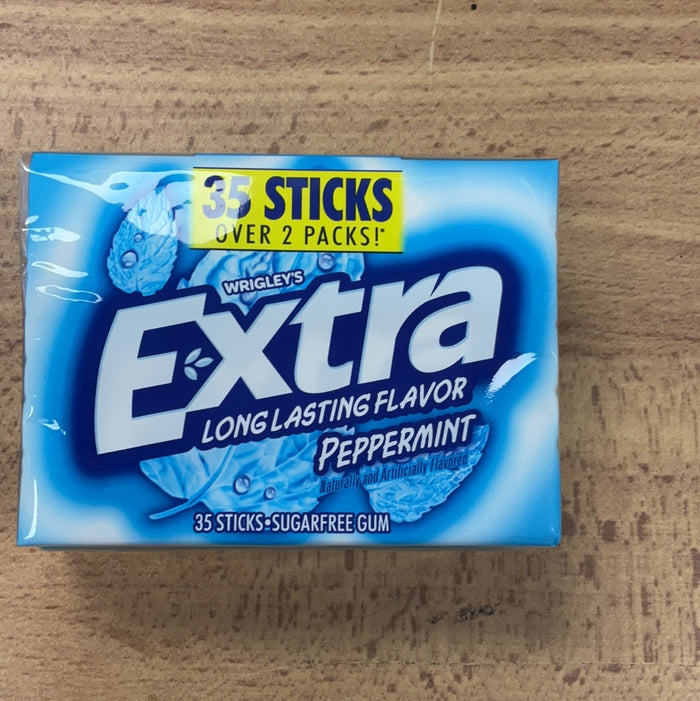 35 STICKS
OVER 2 PACKS!*
WRIGLEY'S
Extra
LONG LASTING FLAVOR
PEPPERMINT
Naturally and Artificially Flavored
35 STICKS•SUGARFREE GUM